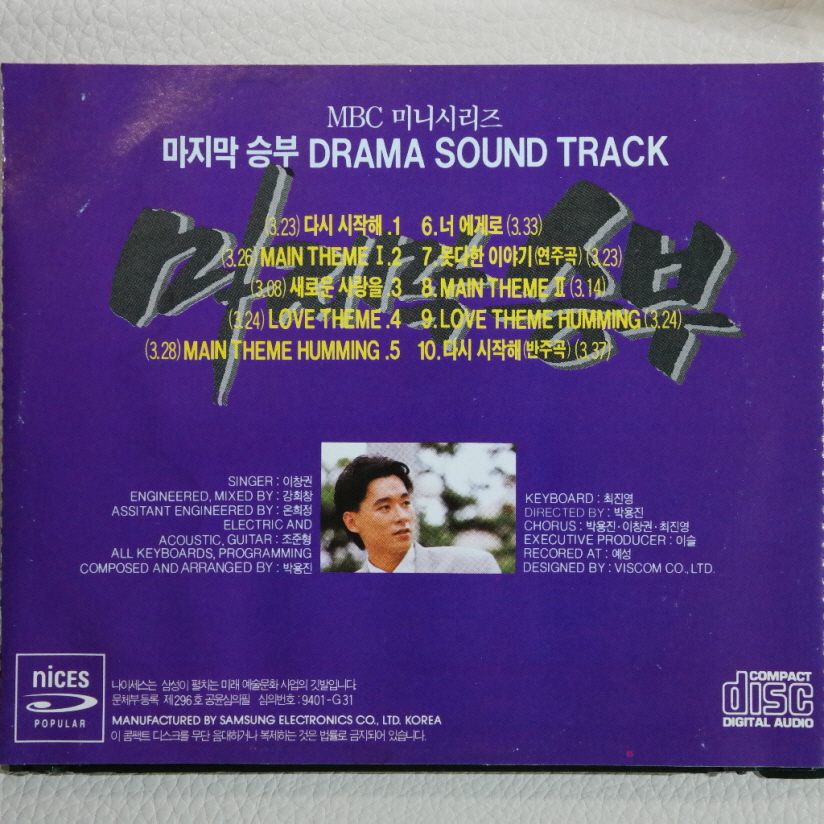 MBC 미니시리즈
마지막 승부 DRAMA SOUND TRACK
마지막 승부
(3.23) 다시 시작해 .1
(3.26) MAIN THEME I .2
(3.08) 새로운 사랑을 .3
(3.24) LOVE THEME .4
(3.28) MAIN THEME HUMMING .5
6. 너 에게로 (3.33)
7. 못다한 이야기 (연주곡) (3.23)
8. MAIN THEME II (3.14)
9. LOVE THEME HUMMING (3.24)
10. 다시 시작해 (반주곡) (3.37)
SINGER : 이창권
ENGINEERED, MIXED BY : 강회창
ASSITANT ENGINEERED BY : 온희정
ELECTRIC AND
ACOUSTIC, GUITAR : 조준형
ALL KEYBOARDS, PROGRAMMING
COMPOSED AND ARRANGED BY : 박용진
KEYBOARD : 최진영
DIRECTED BY : 박용진
CHORUS : 박용진·이창권·최진영
EXECUTIVE PRODUCER : 이슬
RECORED AT : 예성
DESIGNED BY : VISCOM CO., LTD.
nices
POPULAR
나이세스는 삼성이 펼치는 미래 예술문화 사업의 깃발입니다.
문체부등록 제296호 공윤심의필 심의번호 : 9401-G31
MANUFACTURED BY SAMSUNG ELECTRONICS CO., LTD. KOREA
이 콤팩트 디스크를 무단 음대하거나 복제하는 것은 법률로 금지되어 있습니다.
COMPACT
disc
DIGITAL AUDIO